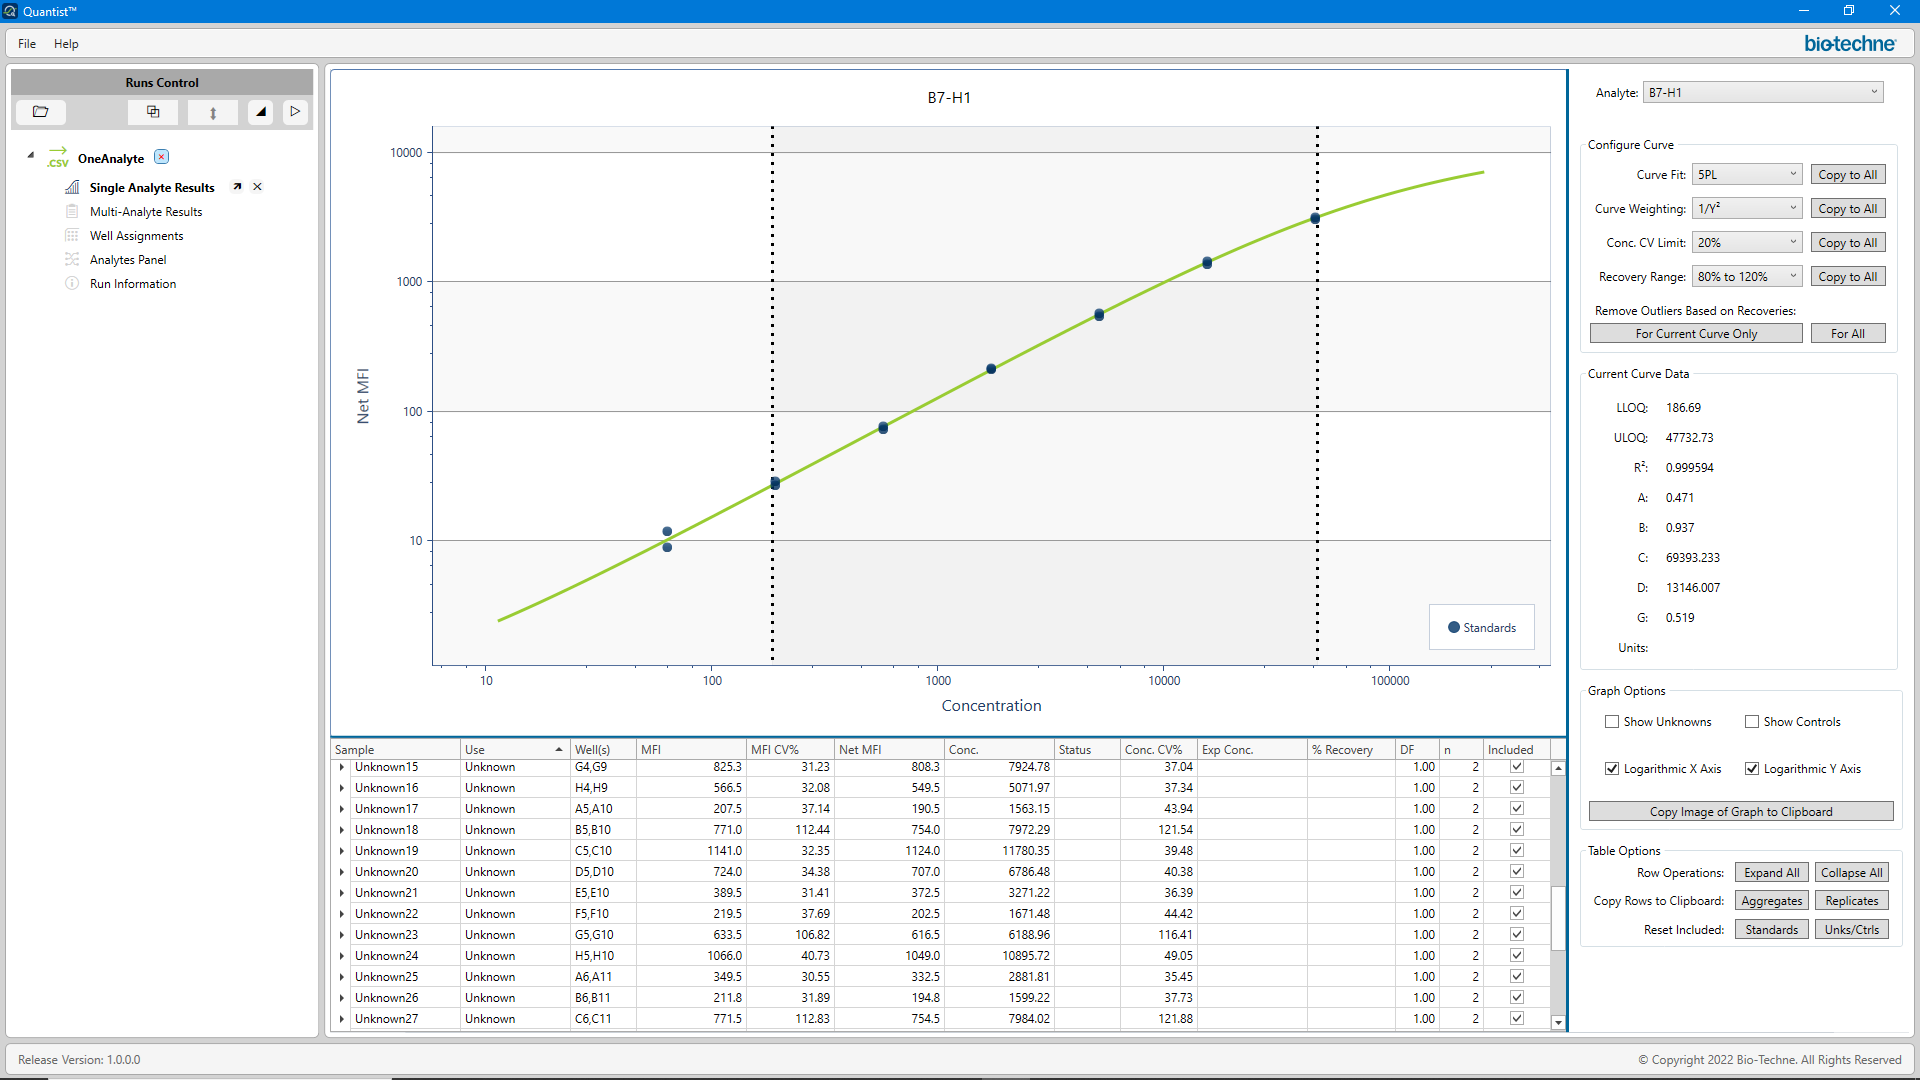 Quantist™
File Help
bio-techne®
Runs Control
.CSV OneAnalyte
Single Analyte Results
Multi-Analyte Results
Well Assignments
Analytes Panel
Run Information
B7-H1
Net MFI
10000
1000
100
10
Standards
10 100 1000 10000 100000
Concentration
Sample Use Well(s) MFI MFI CV% Net MFI Conc. Status Conc. CV% Exp Conc. % Recovery DF n Included
Unknown15 Unknown G4,G9 825.3 31.23 808.3 7924.78 37.04 1.00 2
Unknown16 Unknown H4,H9 566.5 32.08 549.5 5071.97 37.34 1.00 2
Unknown17 Unknown A5,A10 207.5 37.14 190.5 1563.15 43.94 1.00 2
Unknown18 Unknown B5,B10 771.0 112.44 754.0 7972.29 121.54 1.00 2
Unknown19 Unknown C5,C10 1141.0 32.35 1124.0 11780.35 39.48 1.00 2
Unknown20 Unknown D5,D10 724.0 34.38 707.0 6786.48 40.38 1.00 2
Unknown21 Unknown E5,E10 389.5 31.41 372.5 3271.22 36.39 1.00 2
Unknown22 Unknown F5,F10 219.5 37.69 202.5 1671.48 44.42 1.00 2
Unknown23 Unknown G5,G10 633.5 106.82 616.5 6188.96 116.41 1.00 2
Unknown24 Unknown H5,H10 1066.0 40.73 1049.0 10895.72 49.05 1.00 2
Unknown25 Unknown A6,A11 349.5 30.55 332.5 2881.81 35.45 1.00 2
Unknown26 Unknown B6,B11 211.8 31.89 194.8 1599.22 37.73 1.00 2
Unknown27 Unknown C6,C11 771.5 112.83 754.5 7984.02 121.88 1.00 2
Analyte: B7-H1
Configure Curve
Curve Fit: 5PL Copy to All
Curve Weighting: 1/Y² Copy to All
Conc. CV Limit: 20% Copy to All
Recovery Range: 80% to 120% Copy to All
Remove Outliers Based on Recoveries:
For Current Curve Only For All
Current Curve Data
LLOQ: 186.69
ULOQ: 47732.73
R²: 0.999594
A: 0.471
B: 0.937
C: 69393.233
D: 13146.007
G: 0.519
Units:
Graph Options
Show Unknowns Show Controls
Logarithmic X Axis Logarithmic Y Axis
Copy Image of Graph to Clipboard
Table Options
Row Operations: Expand All Collapse All
Copy Rows to Clipboard: Aggregates Replicates
Reset Included: Standards Unks/Ctrls
Release Version: 1.0.0.0
© Copyright 2022 Bio-Techne. All Rights Reserved